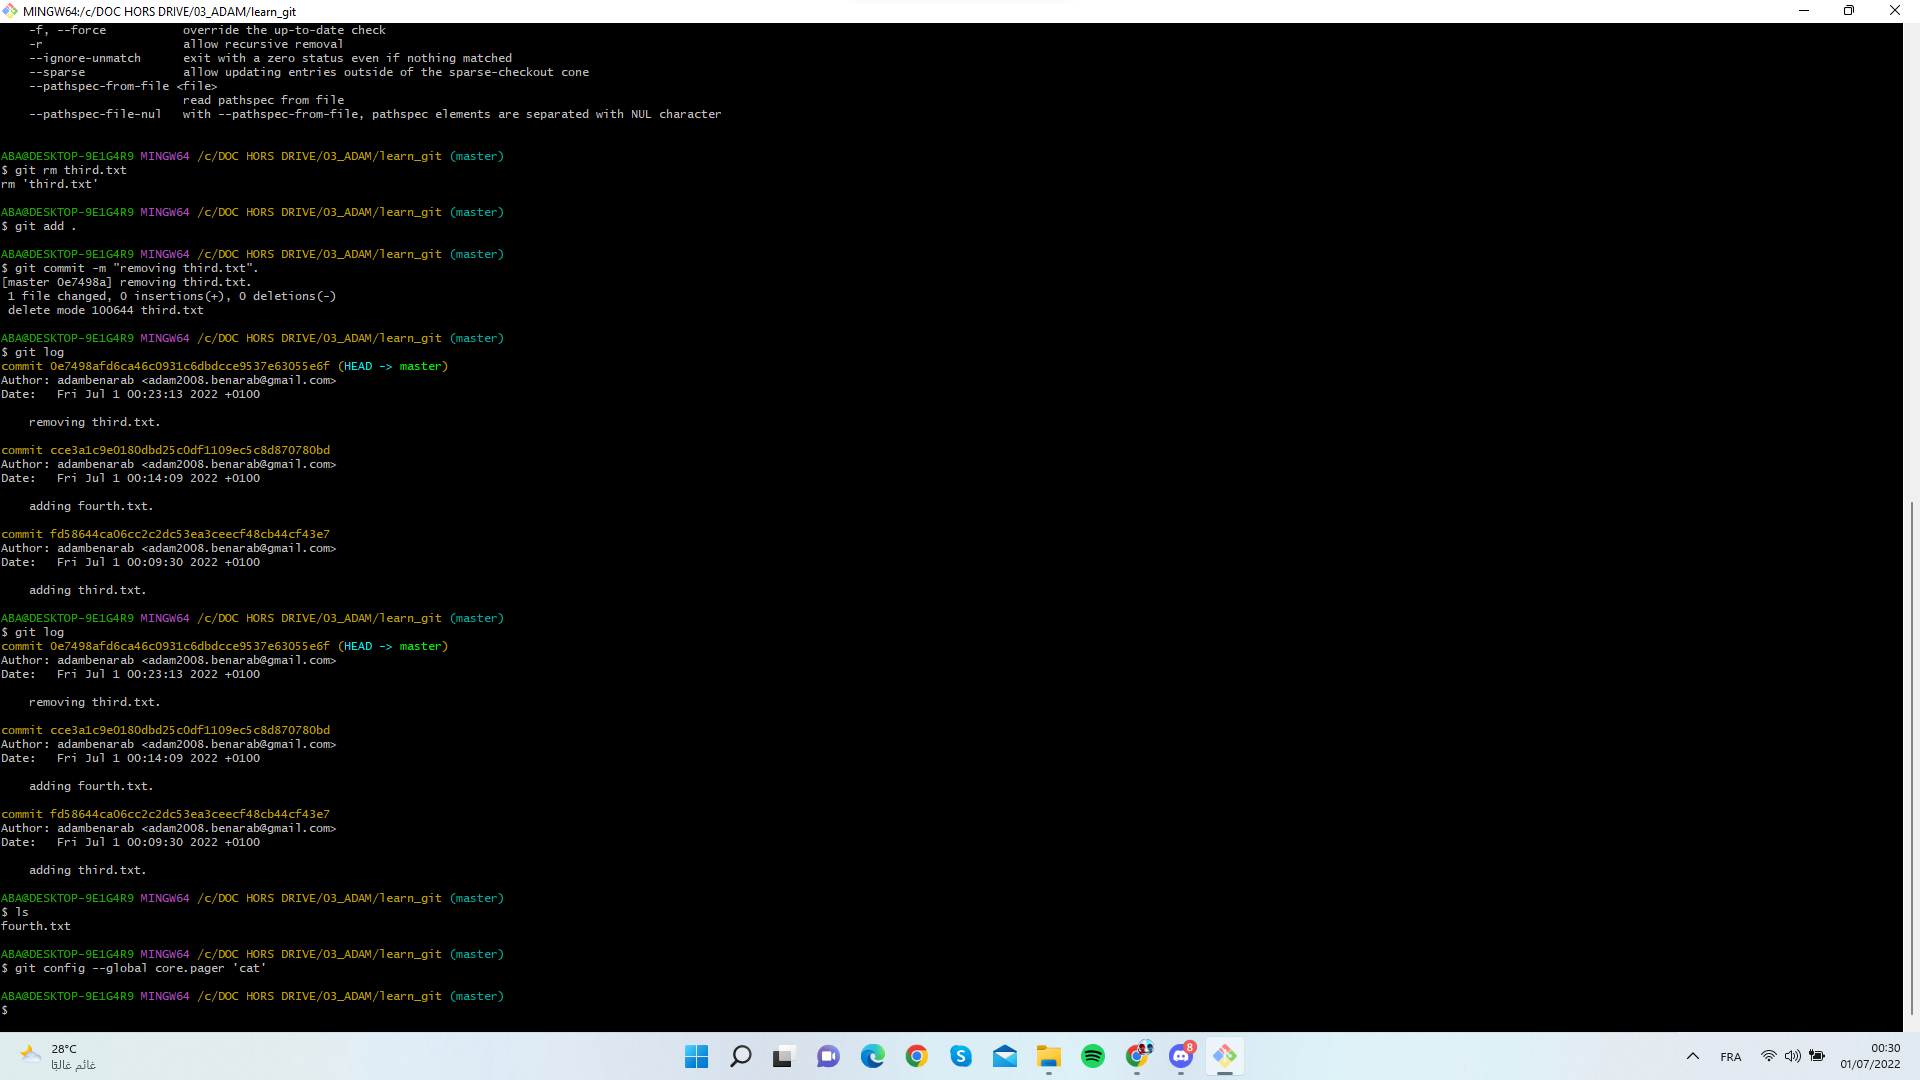 MINGW64:/c/DOC HORS DRIVE/03_ADAM/learn_git
-f, --force override the up-to-date check
-r allow recursive removal
--ignore-unmatch exit with a zero status even if nothing matched
--sparse allow updating entries outside of the sparse-checkout cone
--pathspec-from-file <file>
read pathspec from file
--pathspec-file-nul with --pathspec-from-file, pathspec elements are separated with NUL character
ABA@DESKTOP-9E1G4R9 MINGW64 /c/DOC HORS DRIVE/03_ADAM/learn_git (master)
$ git rm third.txt
rm 'third.txt'
ABA@DESKTOP-9E1G4R9 MINGW64 /c/DOC HORS DRIVE/03_ADAM/learn_git (master)
$ git add .
ABA@DESKTOP-9E1G4R9 MINGW64 /c/DOC HORS DRIVE/03_ADAM/learn_git (master)
$ git commit -m "removing third.txt".
[master 0e7498a] removing third.txt.
1 file changed, 0 insertions(+), 0 deletions(-)
delete mode 100644 third.txt
ABA@DESKTOP-9E1G4R9 MINGW64 /c/DOC HORS DRIVE/03_ADAM/learn_git (master)
$ git log
commit 0e7498afd6ca46c0931c6dbdcce9537e63055e6f (HEAD -> master)
Author: adambenarab <adam2008.benarab@gmail.com>
Date: Fri Jul 1 00:23:13 2022 +0100
removing third.txt.
commit cce3a1c9e0180dbd25c0df1109ec5c8d870780bd
Author: adambenarab <adam2008.benarab@gmail.com>
Date: Fri Jul 1 00:14:09 2022 +0100
adding fourth.txt.
commit fd58644ca06cc2c2dc53ea3ceecf48cb44cf43e7
Author: adambenarab <adam2008.benarab@gmail.com>
Date: Fri Jul 1 00:09:30 2022 +0100
adding third.txt.
ABA@DESKTOP-9E1G4R9 MINGW64 /c/DOC HORS DRIVE/03_ADAM/learn_git (master)
$ git log
commit 0e7498afd6ca46c0931c6dbdcce9537e63055e6f (HEAD -> master)
Author: adambenarab <adam2008.benarab@gmail.com>
Date: Fri Jul 1 00:23:13 2022 +0100
removing third.txt.
commit cce3a1c9e0180dbd25c0df1109ec5c8d870780bd
Author: adambenarab <adam2008.benarab@gmail.com>
Date: Fri Jul 1 00:14:09 2022 +0100
adding fourth.txt.
commit fd58644ca06cc2c2dc53ea3ceecf48cb44cf43e7
Author: adambenarab <adam2008.benarab@gmail.com>
Date: Fri Jul 1 00:09:30 2022 +0100
adding third.txt.
ABA@DESKTOP-9E1G4R9 MINGW64 /c/DOC HORS DRIVE/03_ADAM/learn_git (master)
$ ls
fourth.txt
ABA@DESKTOP-9E1G4R9 MINGW64 /c/DOC HORS DRIVE/03_ADAM/learn_git (master)
$ git config --global core.pager 'cat'
ABA@DESKTOP-9E1G4R9 MINGW64 /c/DOC HORS DRIVE/03_ADAM/learn_git (master)
$
28°C
غائم غالبًا
S
8
FRA
00:30
01/07/2022